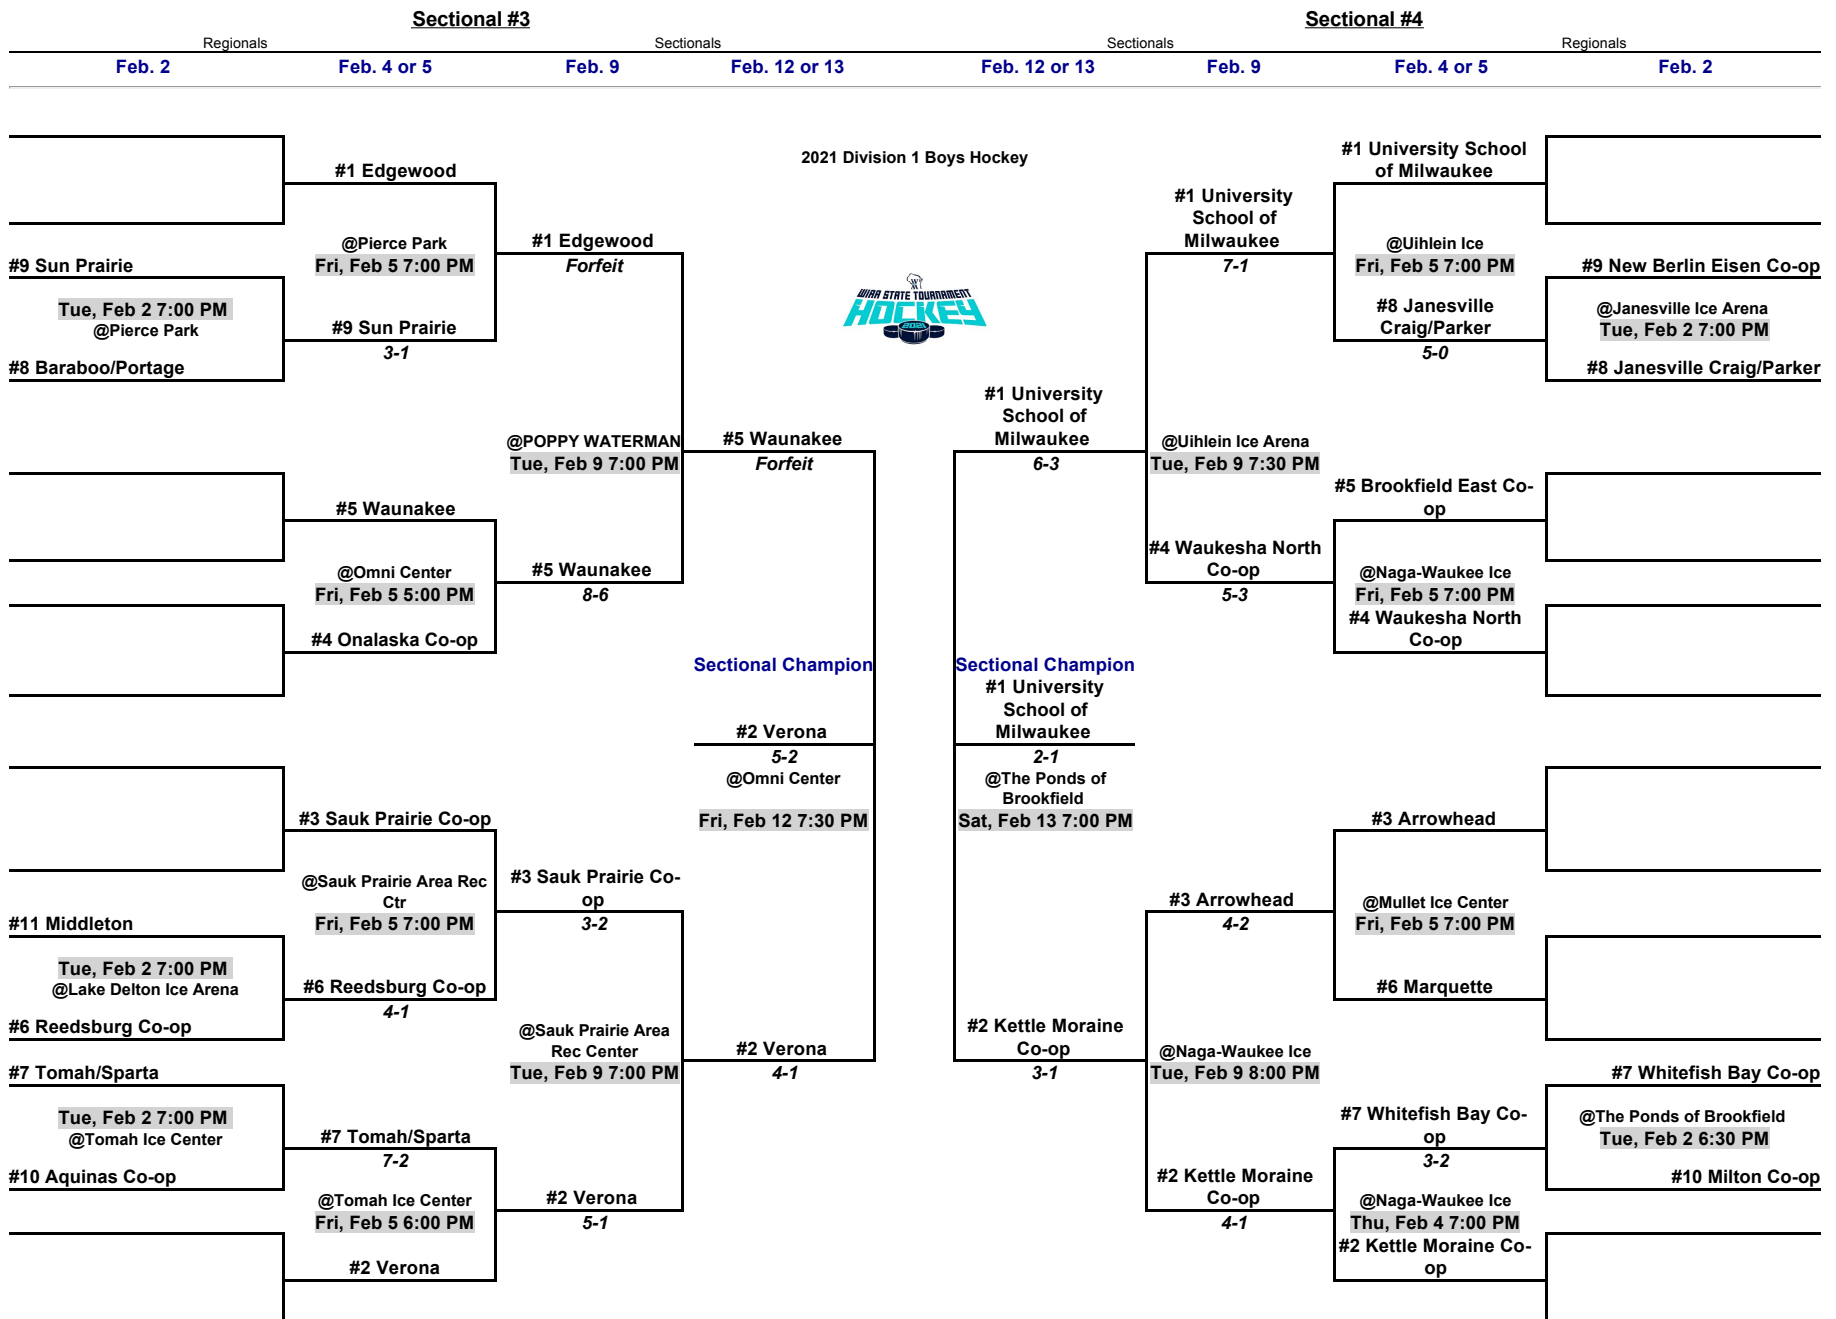 Sectional #3
Sectional #4
Regionals
Sectionals
Sectionals
Regionals
Feb. 2
Feb. 4 or 5
Feb. 9
Feb. 12 or 13
Feb. 12 or 13
Feb. 9
Feb. 4 or 5
Feb. 2
2021 Division 1 Boys Hockey
WIAA STATE TOURNAMENT
HOCKEY
2021
#9 Sun Prairie
Tue, Feb 2 7:00 PM
@Pierce Park
#8 Baraboo/Portage
#11 Middleton
Tue, Feb 2 7:00 PM
@Lake Delton Ice Arena
#6 Reedsburg Co-op
#7 Tomah/Sparta
Tue, Feb 2 7:00 PM
@Tomah Ice Center
#10 Aquinas Co-op
#1 Edgewood
@Pierce Park
Fri, Feb 5 7:00 PM
#9 Sun Prairie
3-1
#5 Waunakee
@Omni Center
Fri, Feb 5 5:00 PM
#4 Onalaska Co-op
#3 Sauk Prairie Co-op
@Sauk Prairie Area Rec
Ctr
Fri, Feb 5 7:00 PM
#6 Reedsburg Co-op
4-1
#7 Tomah/Sparta
7-2
@Tomah Ice Center
Fri, Feb 5 6:00 PM
#2 Verona
#1 Edgewood
Forfeit
@POPPY WATERMAN
Tue, Feb 9 7:00 PM
#5 Waunakee
8-6
#3 Sauk Prairie Co-
op
3-2
@Sauk Prairie Area
Rec Center
Tue, Feb 9 7:00 PM
#2 Verona
5-1
#5 Waunakee
Forfeit
Sectional Champion
#2 Verona
5-2
@Omni Center
Fri, Feb 12 7:30 PM
#2 Verona
4-1
#1 University
School of
Milwaukee
6-3
Sectional Champion
#1 University
School of
Milwaukee
2-1
@The Ponds of
Brookfield
Sat, Feb 13 7:00 PM
#2 Kettle Moraine
Co-op
3-1
#1 University
School of
Milwaukee
7-1
@Uihlein Ice Arena
Tue, Feb 9 7:30 PM
#4 Waukesha North
Co-op
5-3
#3 Arrowhead
4-2
@Naga-Waukee Ice
Tue, Feb 9 8:00 PM
#2 Kettle Moraine
Co-op
4-1
#1 University School
of Milwaukee
@Uihlein Ice
Fri, Feb 5 7:00 PM
#8 Janesville
Craig/Parker
5-0
#5 Brookfield East Co-
op
@Naga-Waukee Ice
Fri, Feb 5 7:00 PM
#4 Waukesha North
Co-op
#3 Arrowhead
@Mullet Ice Center
Fri, Feb 5 7:00 PM
#6 Marquette
#7 Whitefish Bay Co-
op
3-2
@Naga-Waukee Ice
Thu, Feb 4 7:00 PM
#2 Kettle Moraine Co-
op
#9 New Berlin Eisen Co-op
@Janesville Ice Arena
Tue, Feb 2 7:00 PM
#8 Janesville Craig/Parker
#7 Whitefish Bay Co-op
@The Ponds of Brookfield
Tue, Feb 2 6:30 PM
#10 Milton Co-op